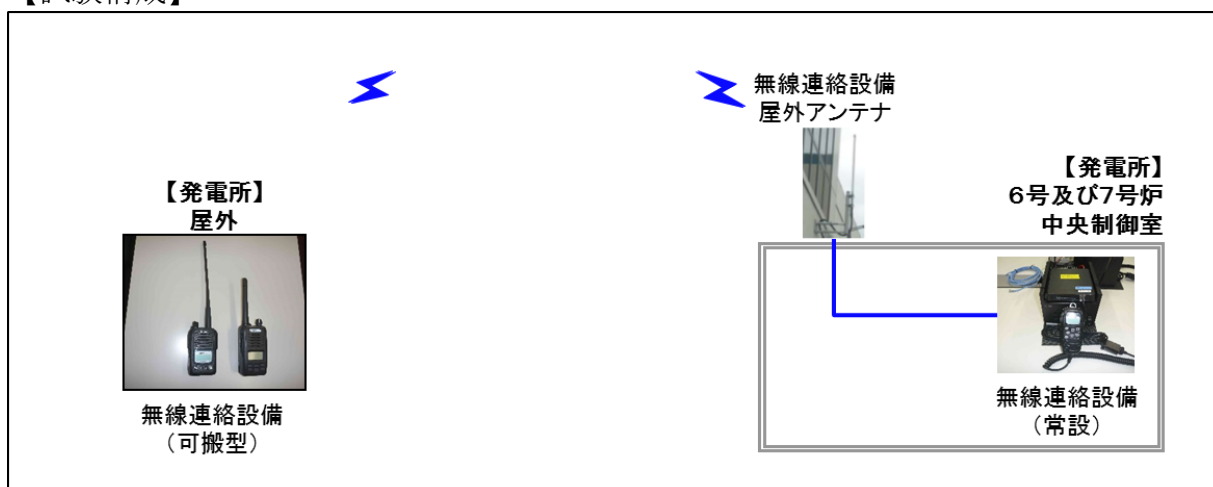 【試験構成】
無線連絡設備
屋外アンテナ
【発電所】
6号及び7号炉
中央制御室
【発電所】
屋外
無線連絡設備
（可搬型）
無線連絡設備
（常設）